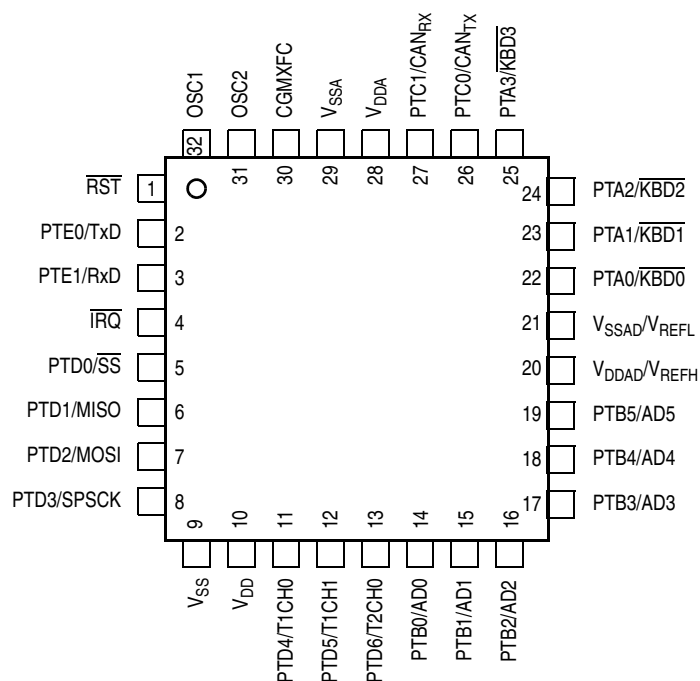 OSC1
OSC2
CGMXFC
VSSA
VDDA
PTC1/CANRX
PTC0/CANTX
PTA3/KBD3
32
31
30
29
28
27
26
25
RST
1
PTE0/TxD
2
PTE1/RxD
3
IRQ
4
PTD0/SS
5
PTD1/MISO
6
PTD2/MOSI
7
PTD3/SPSCK
8
24
PTA2/KBD2
23
PTA1/KBD1
22
PTA0/KBD0
21
VSSAD/VREFL
20
VDDAD/VREFH
19
PTB5/AD5
18
PTB4/AD4
17
PTB3/AD3
9
10
11
12
13
14
15
16
VSS
VDD
PTD4/T1CH0
PTD5/T1CH1
PTD6/T2CH0
PTB0/AD0
PTB1/AD1
PTB2/AD2